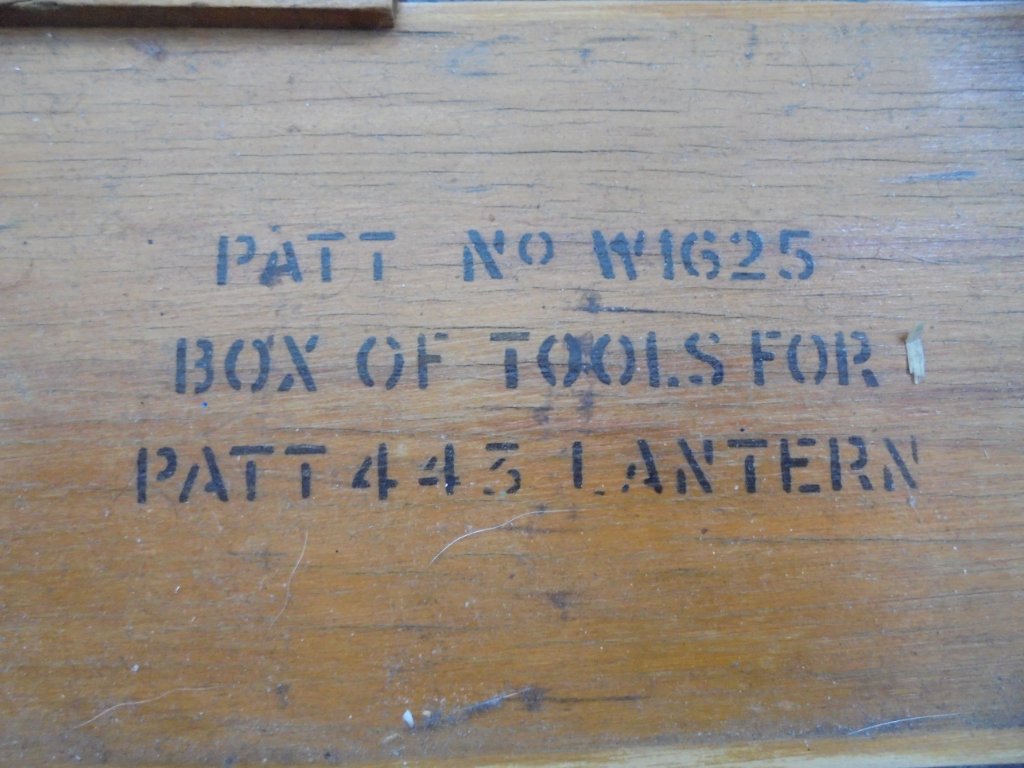 PATT No W1625
BOX OF TOOLS FOR
PATT 443 LANTERN